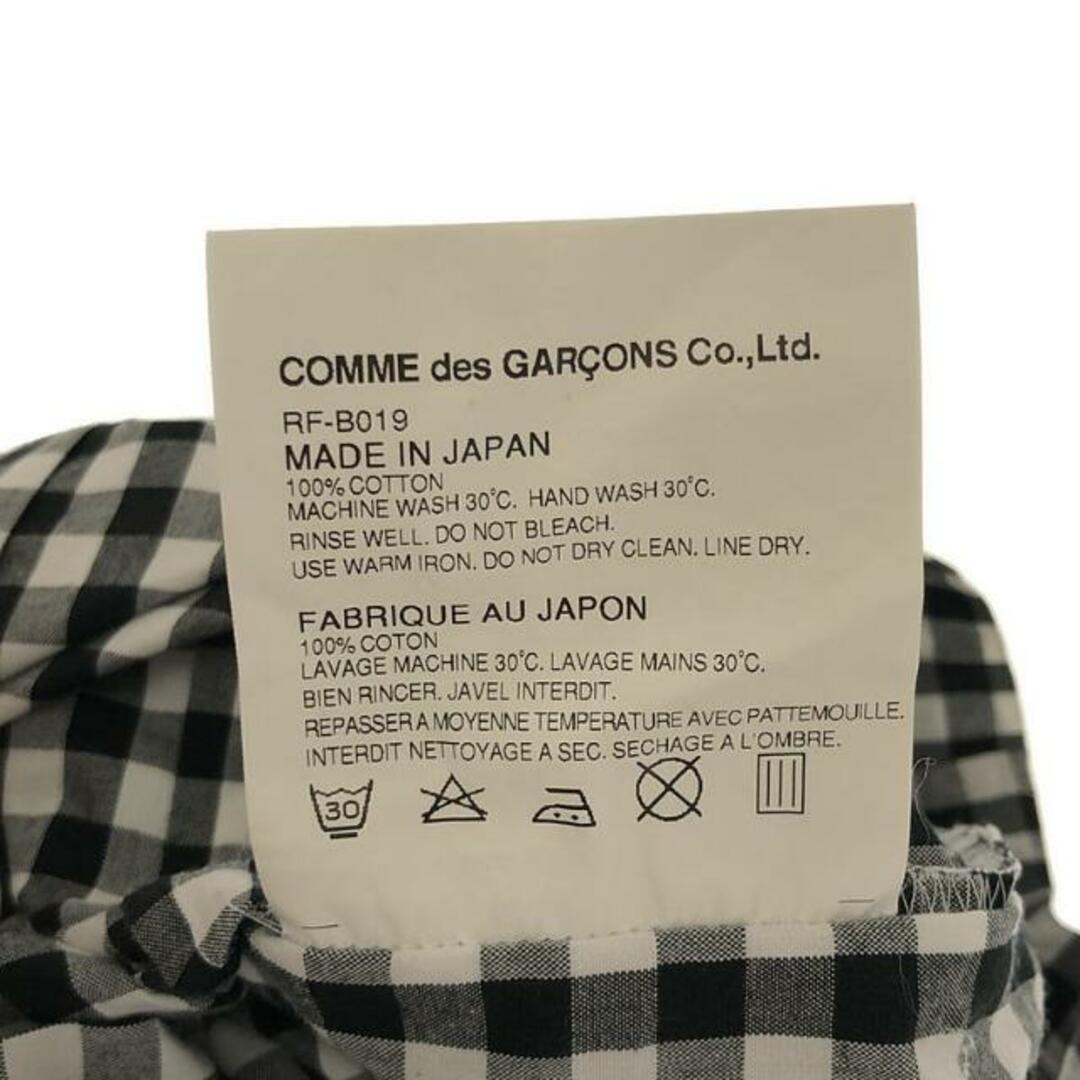 COMME des GARÇONS Co.,Ltd.
RF-B019
MADE IN JAPAN
100% COTTON
MACHINE WASH 30°C. HAND WASH 30°C.
RINSE WELL. DO NOT BLEACH.
USE WARM IRON. DO NOT DRY CLEAN. LINE DRY.
FABRIQUE AU JAPON
100% COTON
LAVAGE MACHINE 30°C. LAVAGE MAINS 30°C.
BIEN RINCER. JAVEL INTERDIT.
REPASSER A MOYENNE TEMPERATURE AVEC PATTEMOUILLE.
INTERDIT NETTOYAGE A SEC. SECHAGE A L'OMBRE.
30